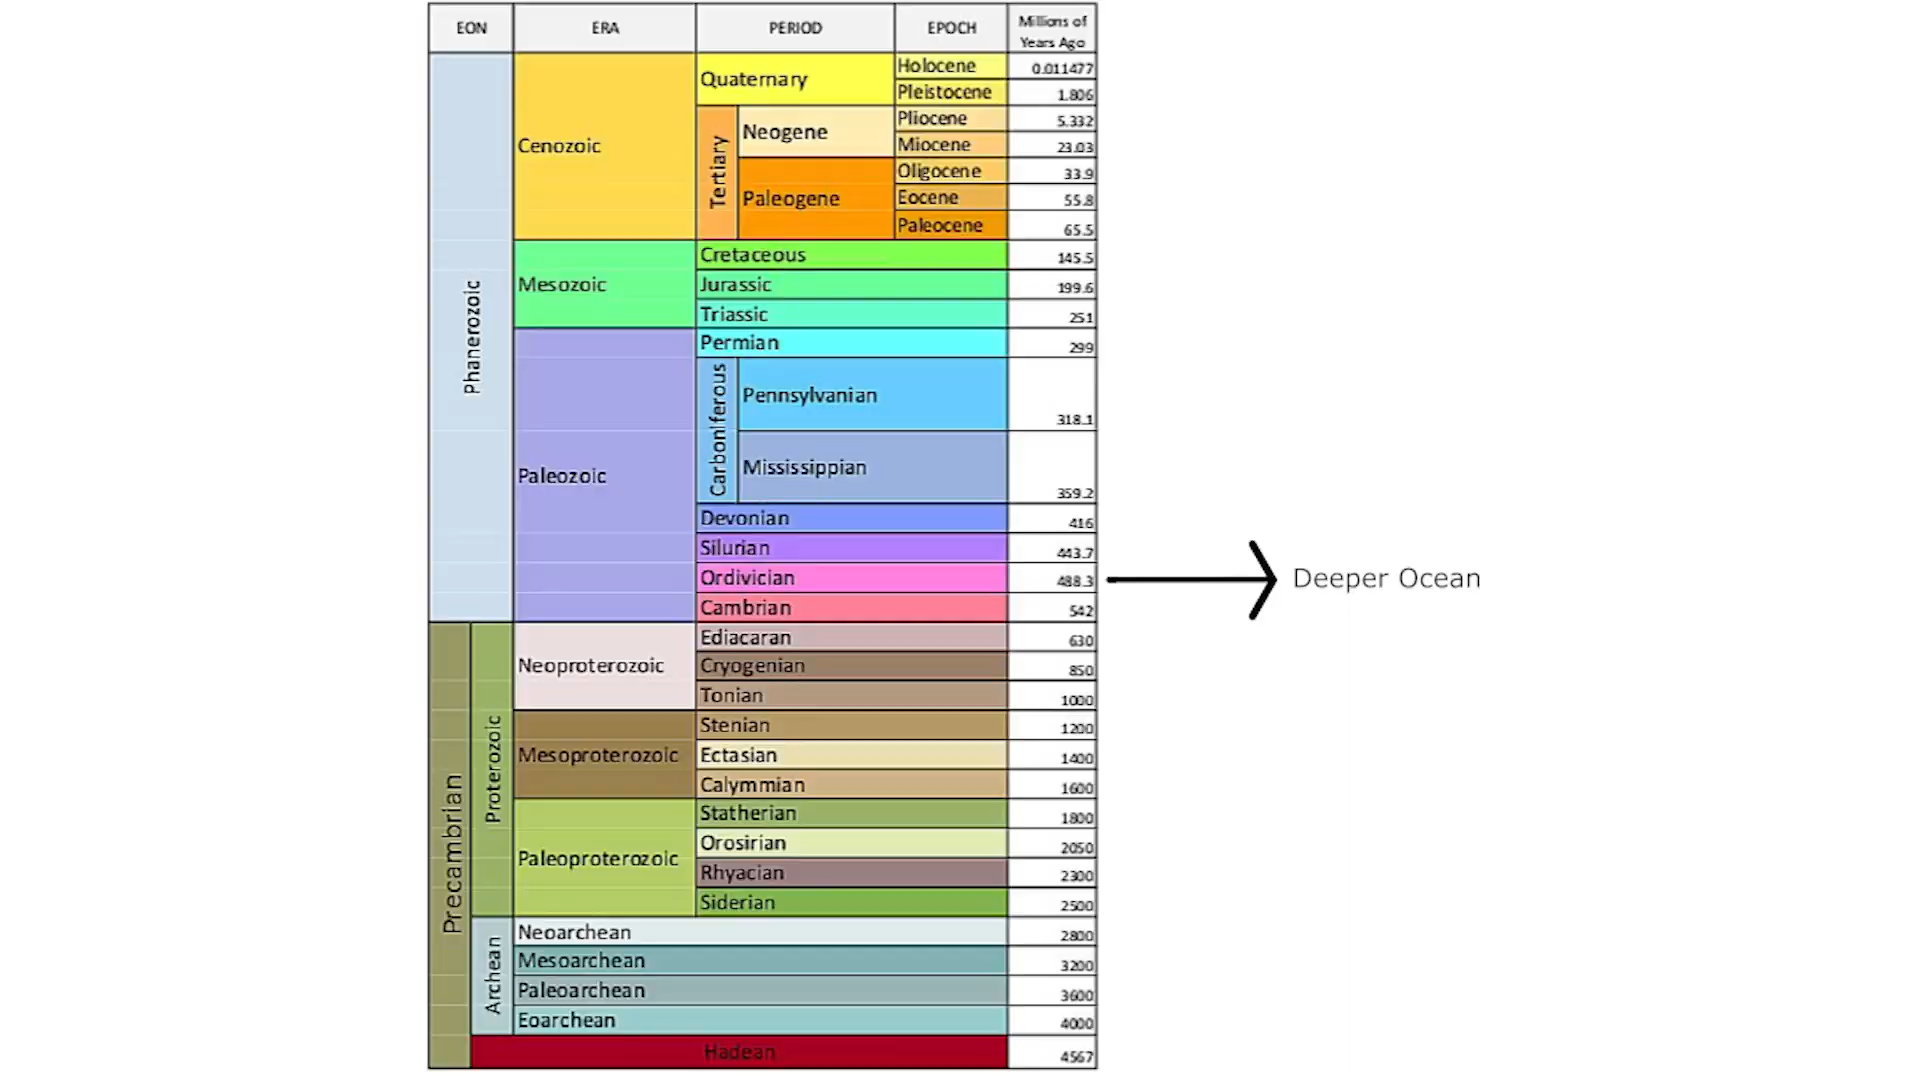 EON ERA PERIOD EPOCH Millions of
Years Ago
Phanerozoic
Cenozoic
Quaternary
Holocene 0.011477
Pleistocene 1.806
Tertiary
Neogene
Pliocene 5.332
Miocene 23.03
Paleogene
Oligocene 33.9
Eocene 55.8
Paleocene 65.5
Mesozoic
Cretaceous 145.5
Jurassic 199.6
Triassic 251
Paleozoic
Permian 299
Carboniferous
Pennsylvanian 318.1
Mississippian 359.2
Devonian 416
Silurian 443.7
Ordivician 488.3 Deeper Ocean
Cambrian 542
Precambrian
Proterozoic
Neoproterozoic
Ediacaran 630
Cryogenian 850
Tonian 1000
Mesoproterozoic
Stenian 1200
Ectasian 1400
Calymmian 1600
Paleoproterozoic
Statherian 1800
Orosirian 2050
Rhyacian 2300
Siderian 2500
Archean
Neoarchean 2800
Mesoarchean 3200
Paleoarchean 3600
Eoarchean 4000
Hadean 4567